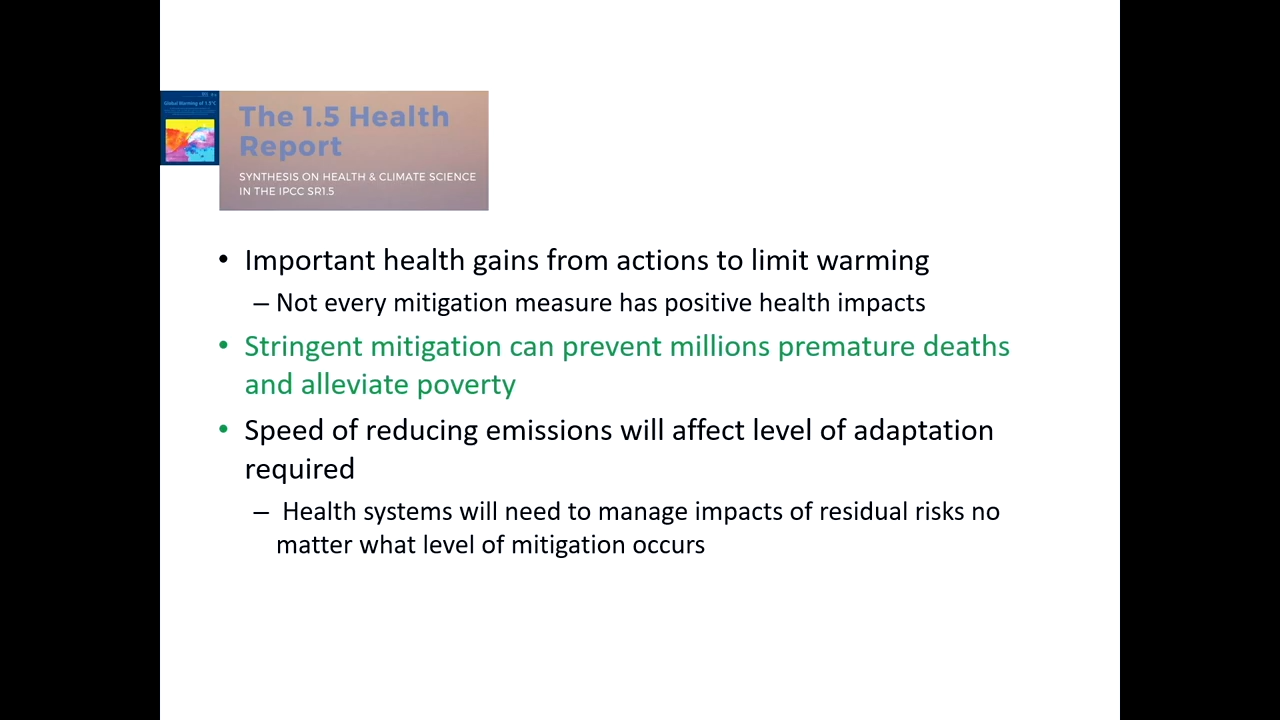 Global Warming of 1.5°C
The 1.5 Health
Report
SYNTHESIS ON HEALTH & CLIMATE SCIENCE
IN THE IPCC SR1.5
• Important health gains from actions to limit warming
– Not every mitigation measure has positive health impacts
• Stringent mitigation can prevent millions premature deaths
and alleviate poverty
• Speed of reducing emissions will affect level of adaptation
required
– Health systems will need to manage impacts of residual risks no
matter what level of mitigation occurs